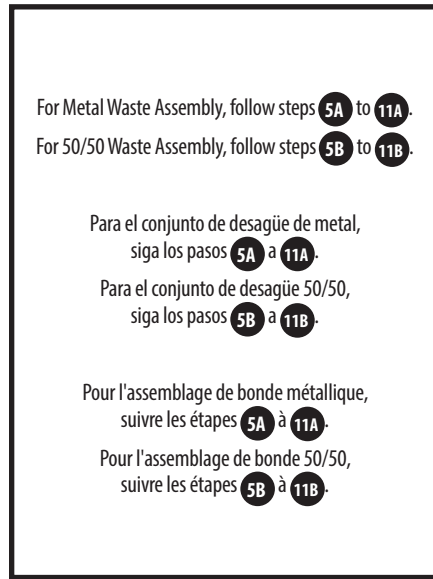 For Metal Waste Assembly, follow steps 5A to 11A.
For 50/50 Waste Assembly, follow steps 5B to 11B.
Para el conjunto de desagüe de metal,
siga los pasos 5A a 11A.
Para el conjunto de desagüe 50/50,
siga los pasos 5B a 11B.
Pour l'assemblage de bonde métallique,
suivre les étapes 5A à 11A.
Pour l'assemblage de bonde 50/50,
suivre les étapes 5B à 11B.